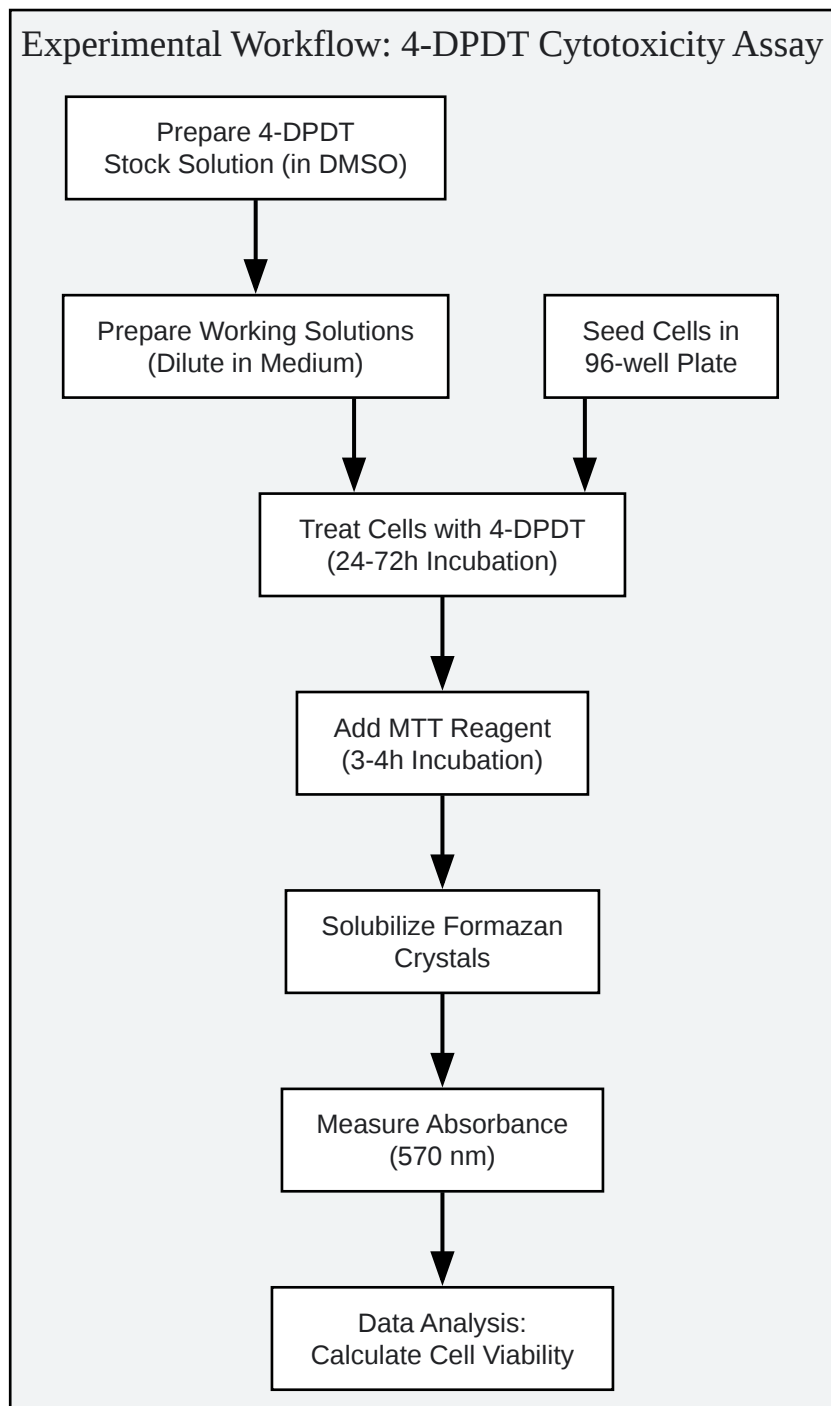 Experimental Workflow: 4-DPDT Cytotoxicity Assay
Prepare 4-DPDT
Stock Solution (in DMSO)
Prepare Working Solutions
(Dilute in Medium)
Seed Cells in
96-well Plate
Treat Cells with 4-DPDT
(24-72h Incubation)
Add MTT Reagent
(3-4h Incubation)
Solubilize Formazan
Crystals
Measure Absorbance
(570 nm)
Data Analysis:
Calculate Cell Viability